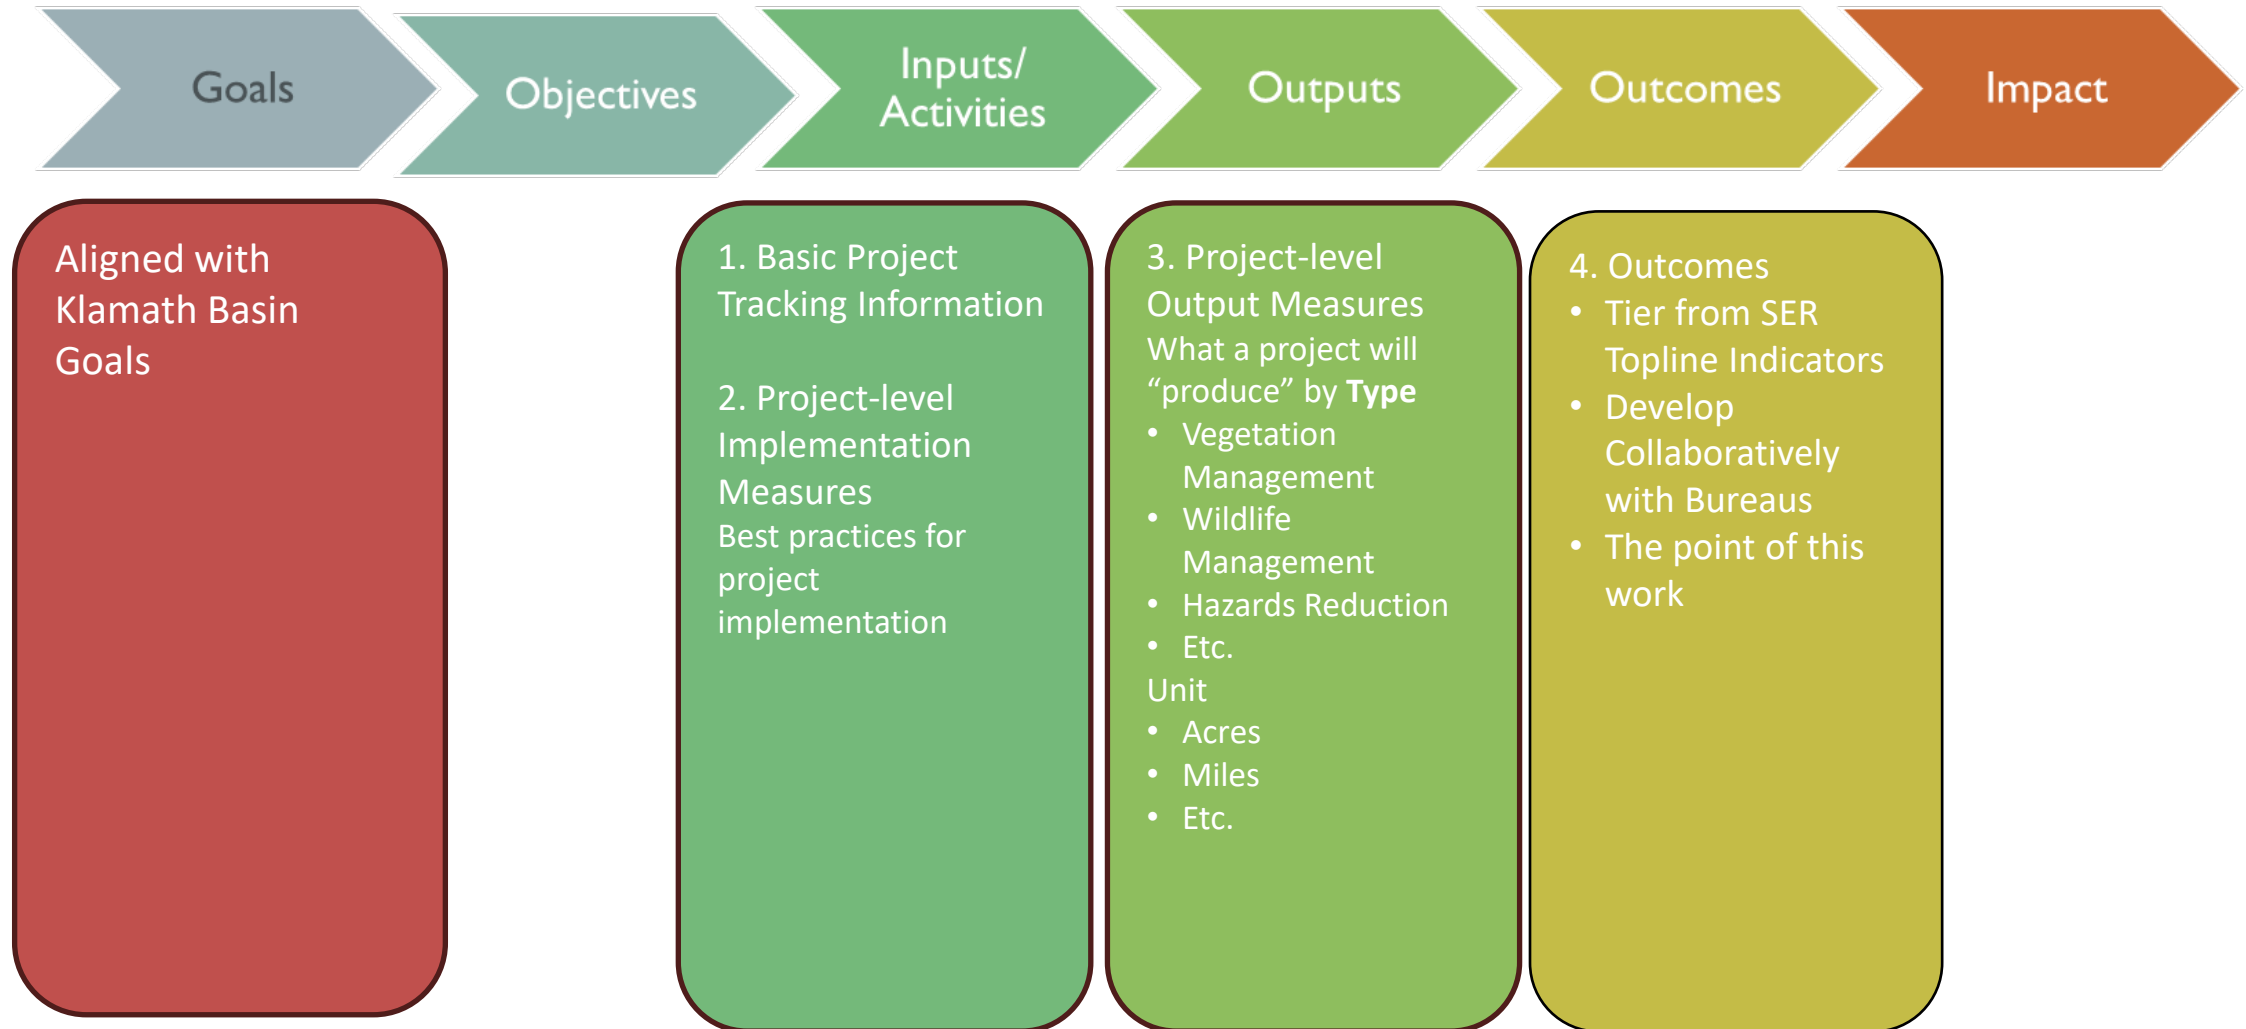 Goals
Objectives
Inputs/
Activities
Outputs
Outcomes
Impact
Aligned with
Klamath Basin
Goals
1. Basic Project
Tracking Information
2. Project-level
Implementation
Measures
Best practices for
project
implementation
3. Project-level
Output Measures
What a project will
“produce” by Type
• Vegetation
Management
• Wildlife
Management
• Hazards Reduction
• Etc.
Unit
• Acres
• Miles
• Etc.
4. Outcomes
• Tier from SER
Topline Indicators
• Develop
Collaboratively
with Bureaus
• The point of this
work